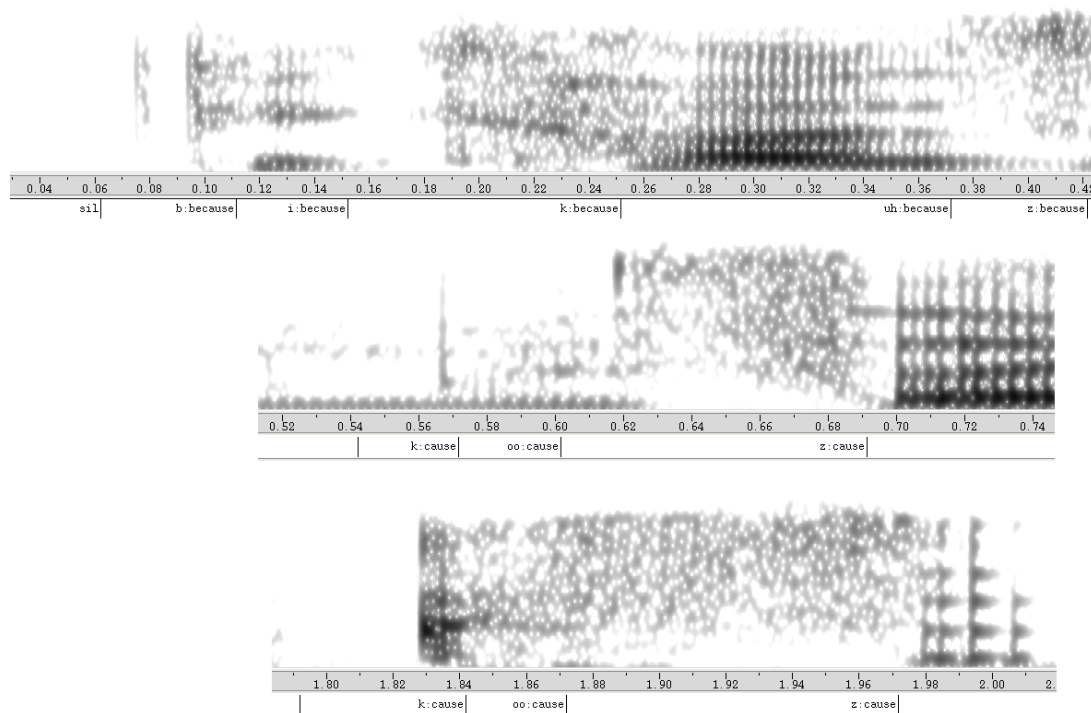 0.04 0.06 0.08 0.10 0.12 0.14 0.16 0.18 0.20 0.22 0.24 0.26 0.28 0.30 0.32 0.34 0.36 0.38 0.40 0.42
sil b:because i:because k:because uh:because z:because
0.52 0.54 0.56 0.58 0.60 0.62 0.64 0.66 0.68 0.70 0.72 0.74
k:cause oo:cause z:cause
1.80 1.82 1.84 1.86 1.88 1.90 1.92 1.94 1.96 1.98 2.00 2.
k:cause oo:cause z:cause